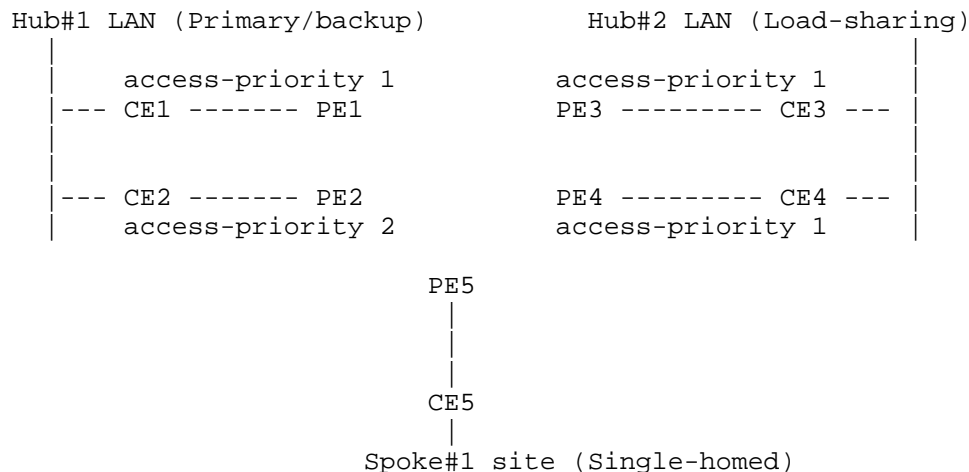 Hub#1 LAN (Primary/backup)          Hub#2 LAN (Load-sharing)
access-priority 1          access-priority 1
|--- CE1 ------- PE1          PE3 --------- CE3 --- |
|--- CE2 ------- PE2          PE4 --------- CE4 --- |
access-priority 2          access-priority 1
PE5
CE5
Spoke#1 site (Single-homed)